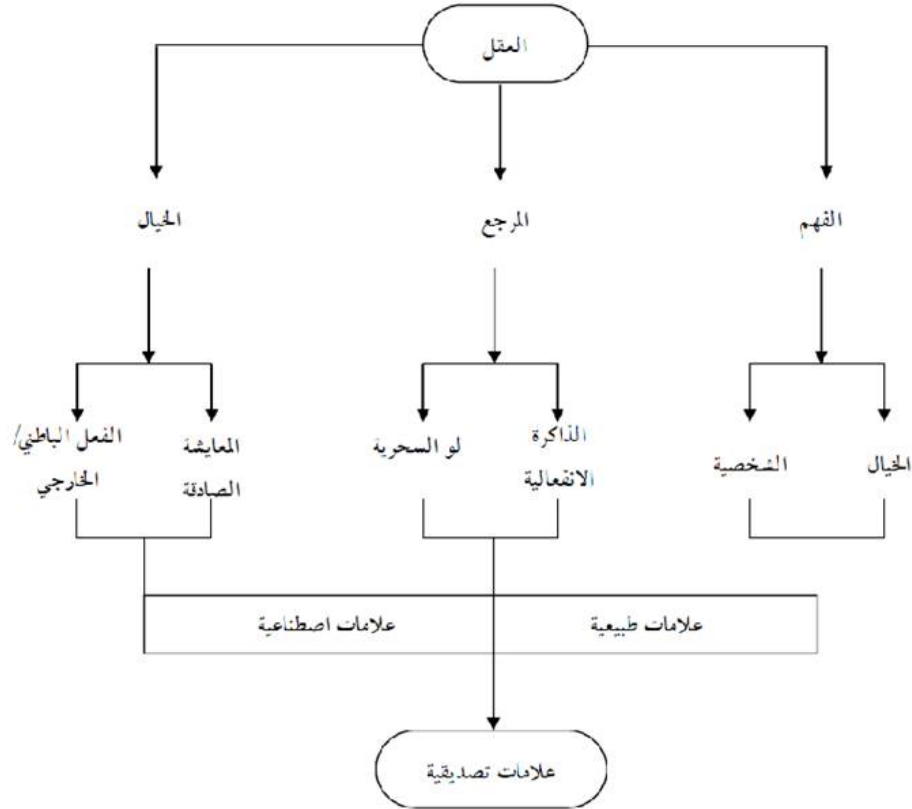 العقل
الفهم
المرجع
الخيال
الخيال
الشخصية
الذاكرة
الانفعالية
لو السحرية
المعايشة
الصادقة
الفعل الباطني/
الخارجي
علامات طبيعية
علامات اصطناعية
علامات تصديقية